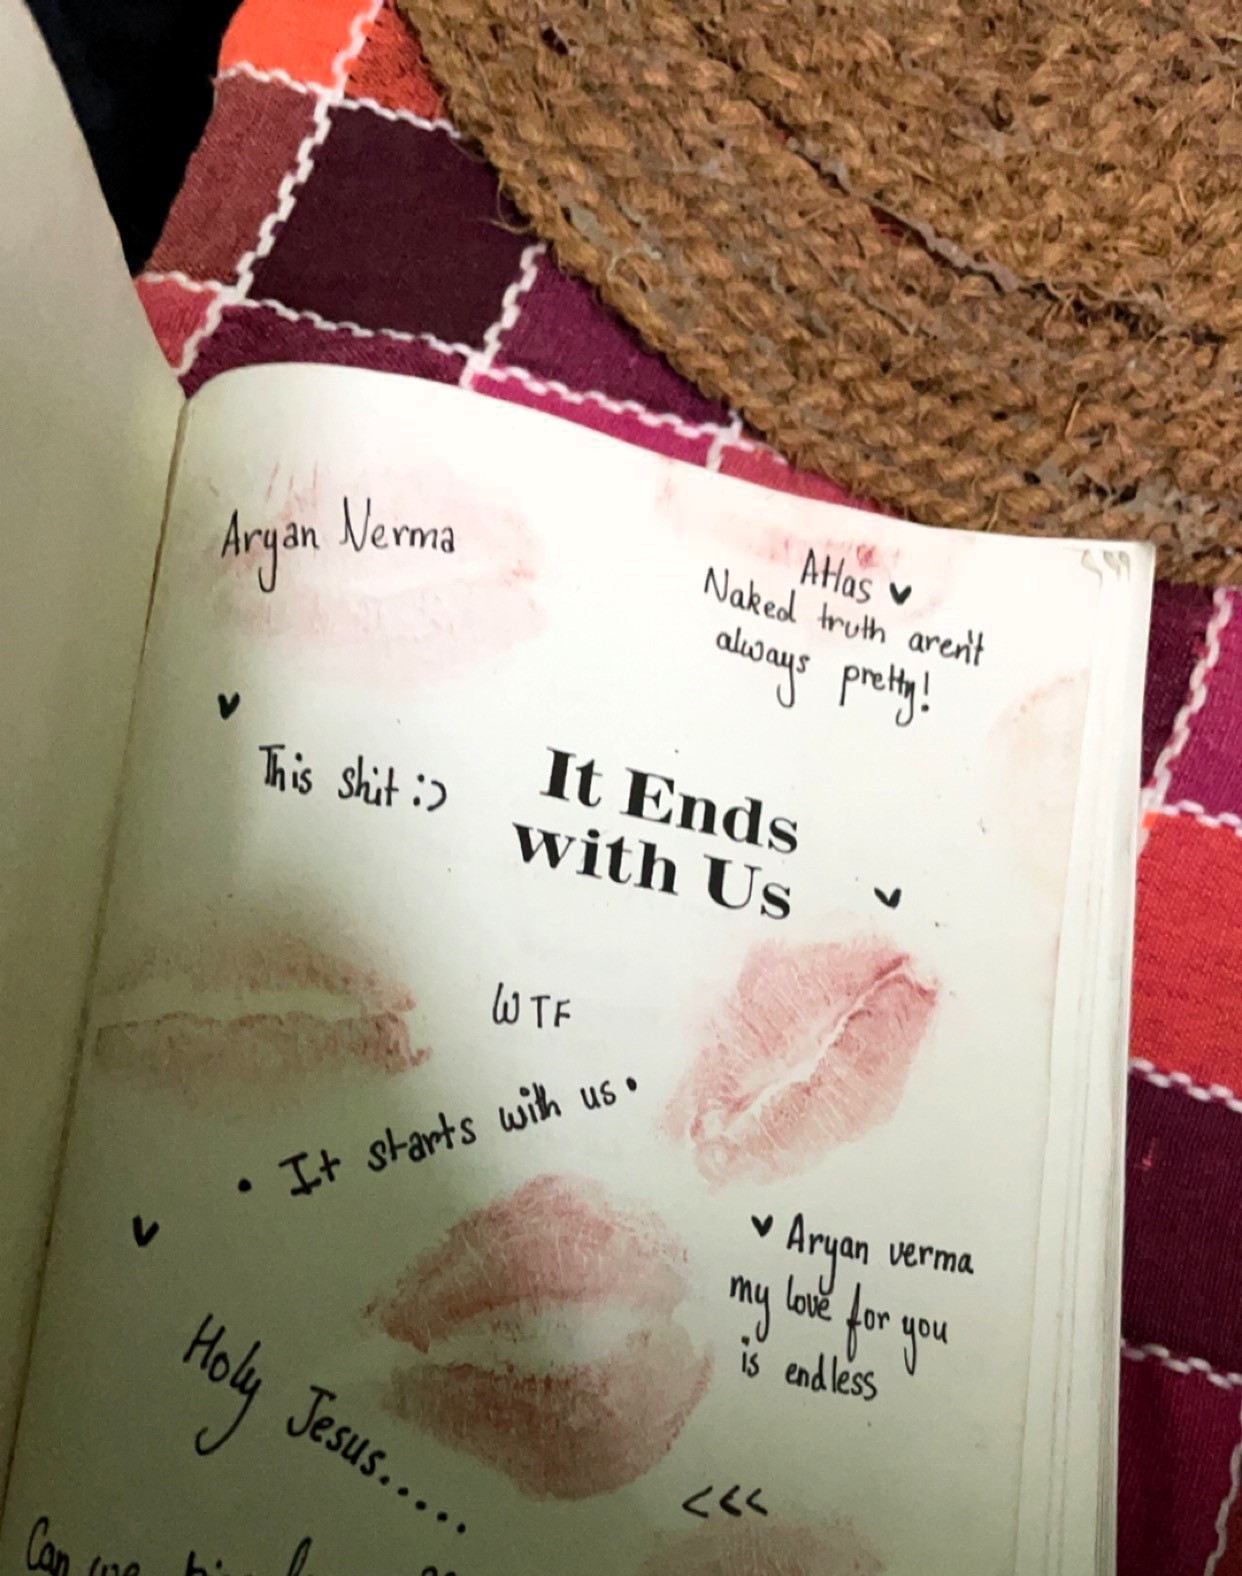 Aryan Verma
Atlas
Naked truth aren't
always pretty!
This shit :)
It Ends
with Us
WTF
• It starts with us •
Aryan verma
my love for you
is endless
Holy Jesus.....
<<<
Can we